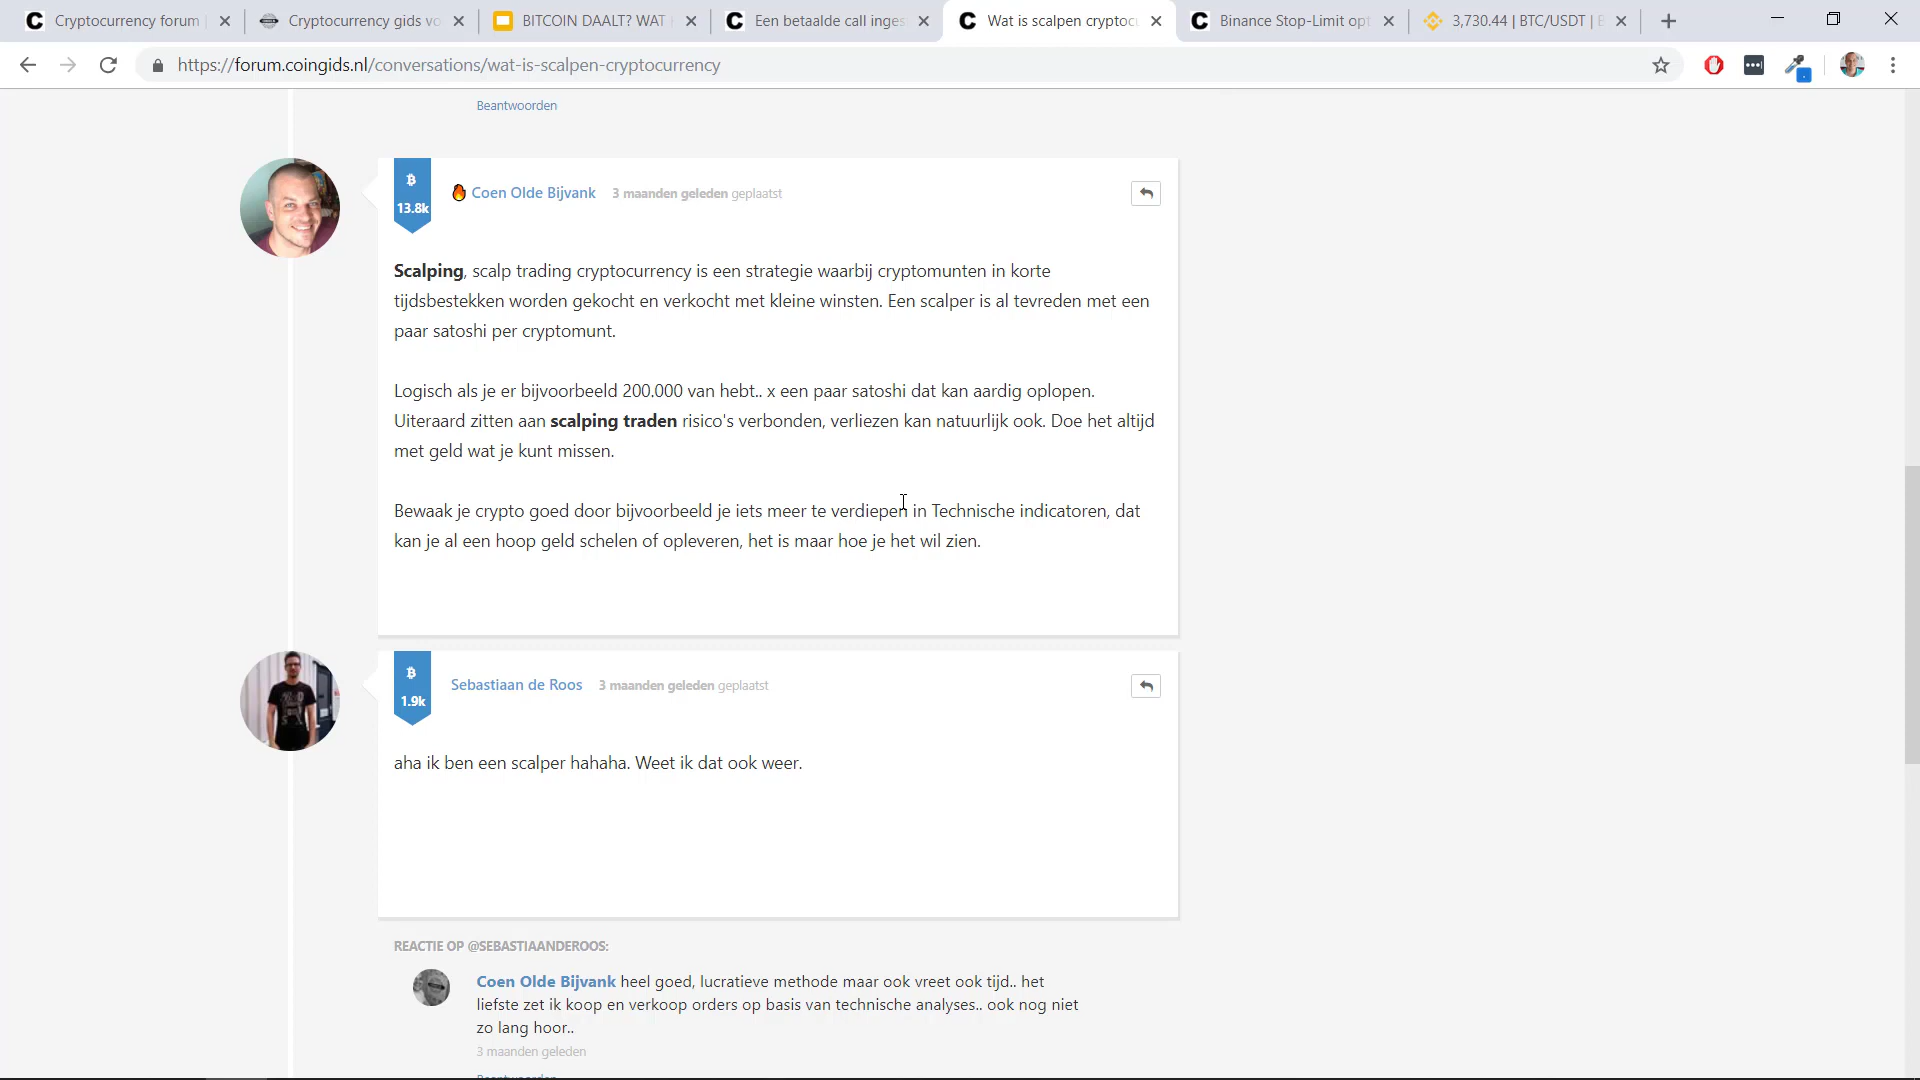 Cryptocurrency forum
Cryptocurrency gids vo
BITCOIN DAALT? WAT
Een betaalde call inges
Wat is scalpen cryptoc
Binance Stop-Limit opt
3,730.44 | BTC/USDT |
https://forum.coingids.nl/conversations/wat-is-scalpen-cryptocurrency
Beantwoorden
13.8k
Coen Olde Bijvank 3 maanden geleden geplaatst
Scalping, scalp trading cryptocurrency is een strategie waarbij cryptomunten in korte
tijdsbestekken worden gekocht en verkocht met kleine winsten. Een scalper is al tevreden met een
paar satoshi per cryptomunt.
Logisch als je er bijvoorbeeld 200.000 van hebt.. x een paar satoshi dat kan aardig oplopen.
Uiteraard zitten aan scalping traden risico's verbonden, verliezen kan natuurlijk ook. Doe het altijd
met geld wat je kunt missen.
Bewaak je crypto goed door bijvoorbeeld je iets meer te verdiepen in Technische indicatoren, dat
kan je al een hoop geld schelen of opleveren, het is maar hoe je het wil zien.
1.9k
Sebastiaan de Roos 3 maanden geleden geplaatst
aha ik ben een scalper hahaha. Weet ik dat ook weer.
REACTIE OP @SEBASTIAANDEROOS:
Coen Olde Bijvank heel goed, lucratieve methode maar ook vreet ook tijd.. het
liefste zet ik koop en verkoop orders op basis van technische analyses.. ook nog niet
zo lang hoor..
3 maanden geleden
Beantwoorden